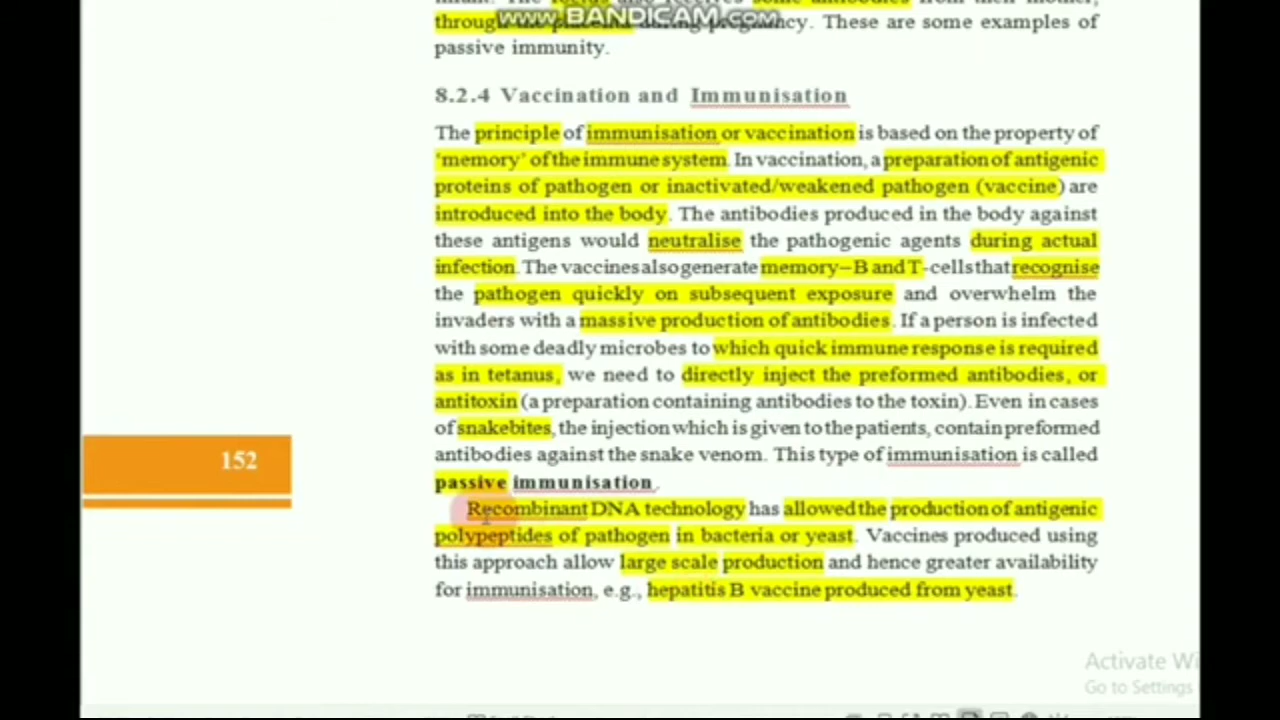 www.BANDICAM.com
through the placenta during pregnancy. These are some examples of
passive immunity.
8.2.4 Vaccination and Immunisation
The principle of immunisation or vaccination is based on the property of
‘memory’ of the immune system. In vaccination, a preparation of antigenic
proteins of pathogen or inactivated/weakened pathogen (vaccine) are
introduced into the body. The antibodies produced in the body against
these antigens would neutralise the pathogenic agents during actual
infection. The vaccines also generate memory–B and T-cells that recognise
the pathogen quickly on subsequent exposure and overwhelm the
invaders with a massive production of antibodies. If a person is infected
with some deadly microbes to which quick immune response is required
as in tetanus, we need to directly inject the preformed antibodies, or
antitoxin (a preparation containing antibodies to the toxin). Even in cases
of snakebites, the injection which is given to the patients, contain preformed
antibodies against the snake venom. This type of immunisation is called
152
passive immunisation.
Recombinant DNA technology has allowed the production of antigenic
polypeptides of pathogen in bacteria or yeast. Vaccines produced using
this approach allow large scale production and hence greater availability
for immunisation, e.g., hepatitis B vaccine produced from yeast.
Activate Wi
Go to Settings